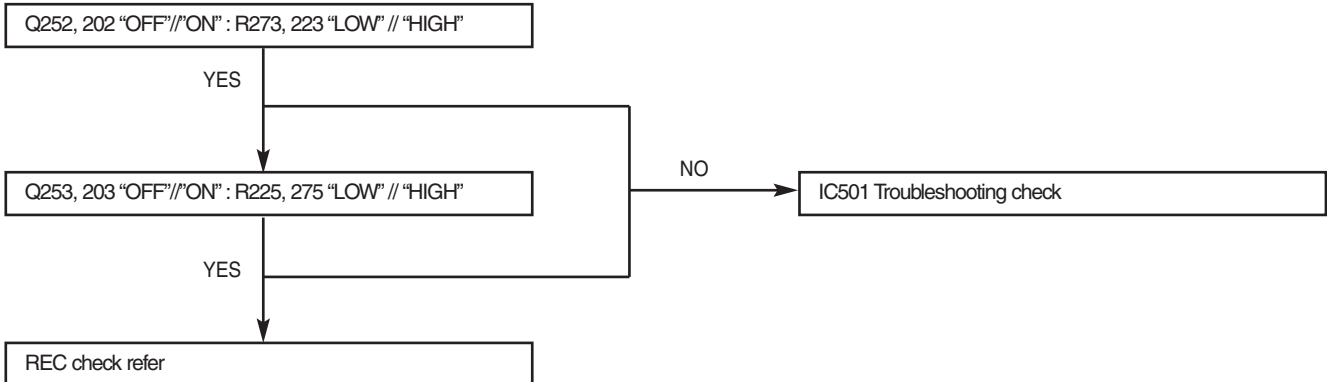 Q252, 202 “OFF”//”ON” : R273, 223 “LOW” // “HIGH”
YES
Q253, 203 “OFF”//”ON” : R225, 275 “LOW” // “HIGH”
NO
IC501 Troubleshooting check
YES
REC check refer